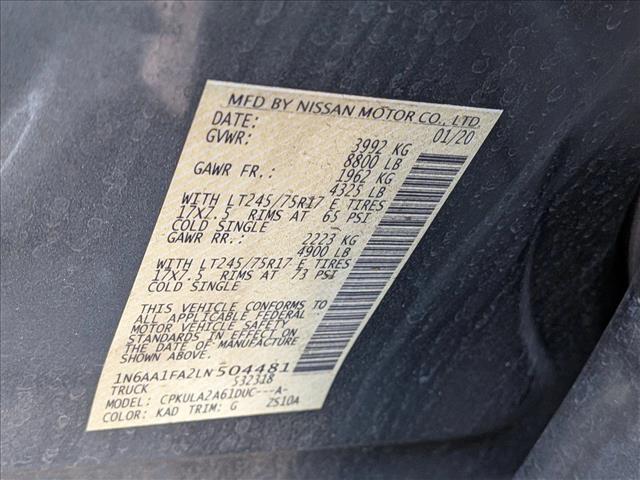 MFD BY NISSAN MOTOR CO., LTD.
DATE: 01/20
GVWR: 3992 KG
8800 LB
GAWR FR.: 1962 KG
4325 LB
WITH LT245/75R17 E TIRES
17X7.5 RIMS AT 65 PSI
COLD SINGLE
GAWR RR.: 2223 KG
4900 LB
WITH LT245/75R17 E TIRES
17X7.5 RIMS AT 73 PSI
COLD SINGLE
THIS VEHICLE CONFORMS TO
ALL APPLICABLE FEDERAL
MOTOR VEHICLE SAFETY
STANDARDS IN EFFECT ON
THE DATE OF MANUFACTURE
SHOWN ABOVE.
1N6AA1FA2LN504481
TRUCK 532318
MODEL: CPKULA2A61DUC---A-
COLOR: KAD TRIM: G ZS10A